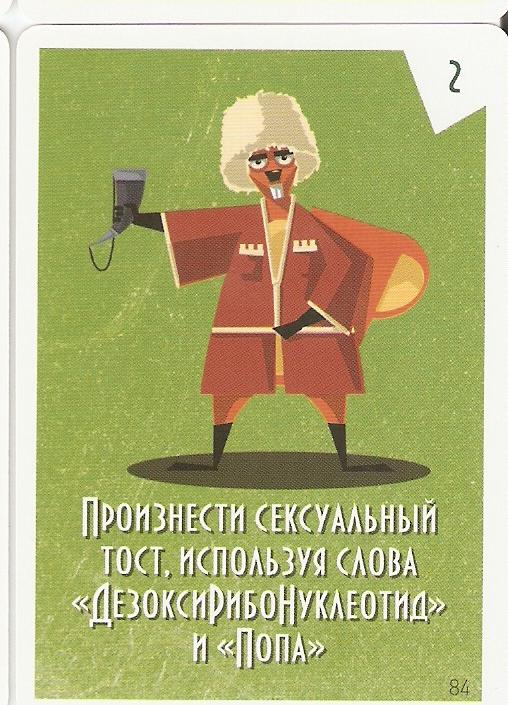 2
Произнести сексуальный
тост, используя слова
«ДезоксиРибоНуклеотид»
и «Попа»
84